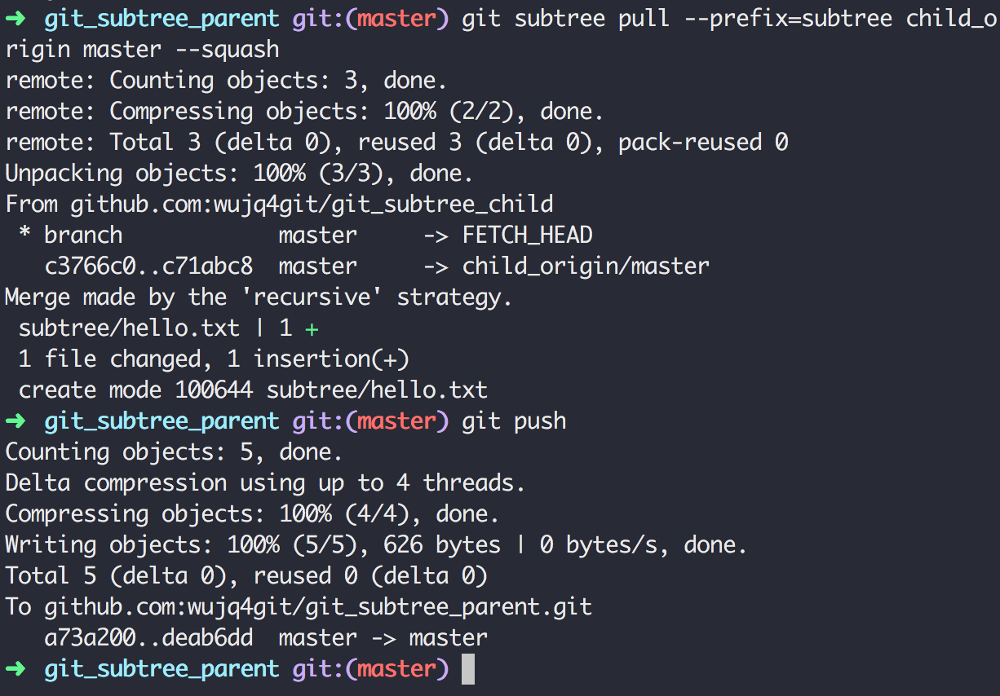 ➜  git_subtree_parent git:(master) git subtree pull --prefix=subtree child_o
rigin master --squash
remote: Counting objects: 3, done.
remote: Compressing objects: 100% (2/2), done.
remote: Total 3 (delta 0), reused 3 (delta 0), pack-reused 0
Unpacking objects: 100% (3/3), done.
From github.com:wujq4git/git_subtree_child
 * branch            master     -> FETCH_HEAD
   c3766c0..c71abc8  master     -> child_origin/master
Merge made by the 'recursive' strategy.
 subtree/hello.txt | 1 +
 1 file changed, 1 insertion(+)
 create mode 100644 subtree/hello.txt
➜  git_subtree_parent git:(master) git push
Counting objects: 5, done.
Delta compression using up to 4 threads.
Compressing objects: 100% (4/4), done.
Writing objects: 100% (5/5), 626 bytes | 0 bytes/s, done.
Total 5 (delta 0), reused 0 (delta 0)
To github.com:wujq4git/git_subtree_parent.git
   a73a200..deab6dd  master -> master
➜  git_subtree_parent git:(master)